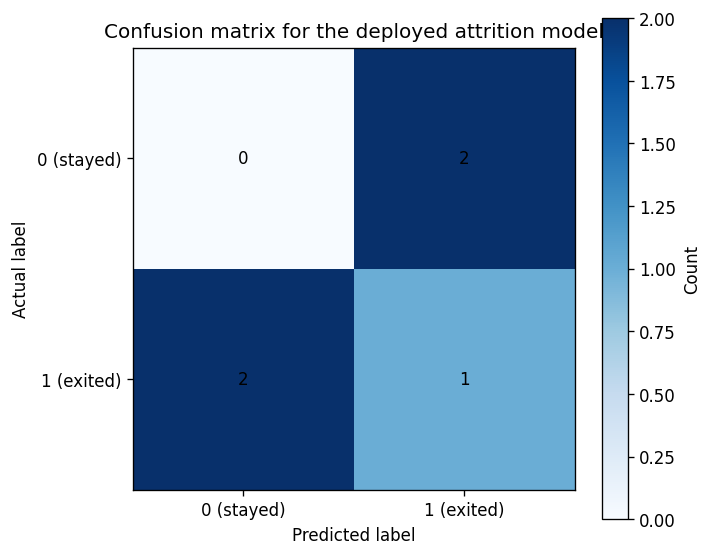 Confusion matrix for the deployed attrition model
2.00
1.75
1.50
1.25
1.00
0.75
0.50
0.25
0.00
Count
Actual label
0 (stayed)
0
2
1 (exited)
2
1
0 (stayed)
1 (exited)
Predicted label